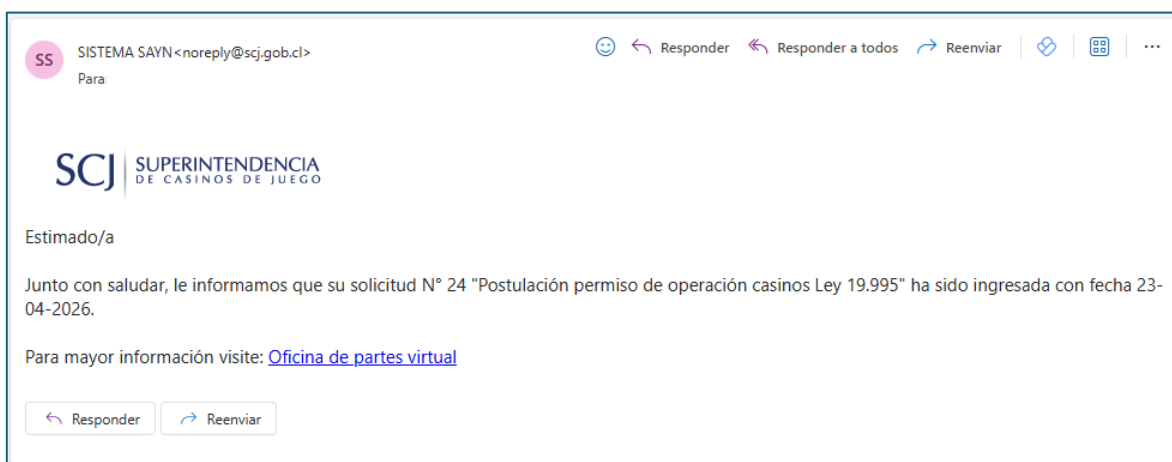 SS
SISTEMA SAYN<noreply@scj.gob.cl>
Responder
Responder a todos
Reenviar
Para:
SCJ SUPERINTENDENCIA
DE CASINOS DE JUEGO
Estimado/a
Junto con saludar, le informamos que su solicitud N° 24 "Postulación permiso de operación casinos Ley 19.995" ha sido ingresada con fecha 23-
04-2026.
Para mayor información visite: Oficina de partes virtual
Responder
Reenviar